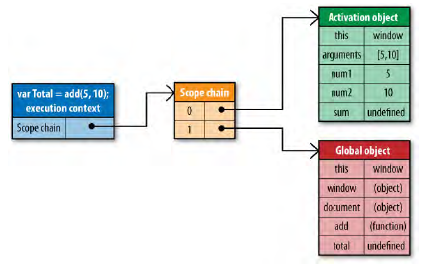 var Total = add(5, 10);
execution context
Scope chain
Scope chain
0
1
Activation object
this window
arguments [5,10]
num1 5
num2 10
sum undefined
Global object
this window
window (object)
document (object)
add (function)
total undefined